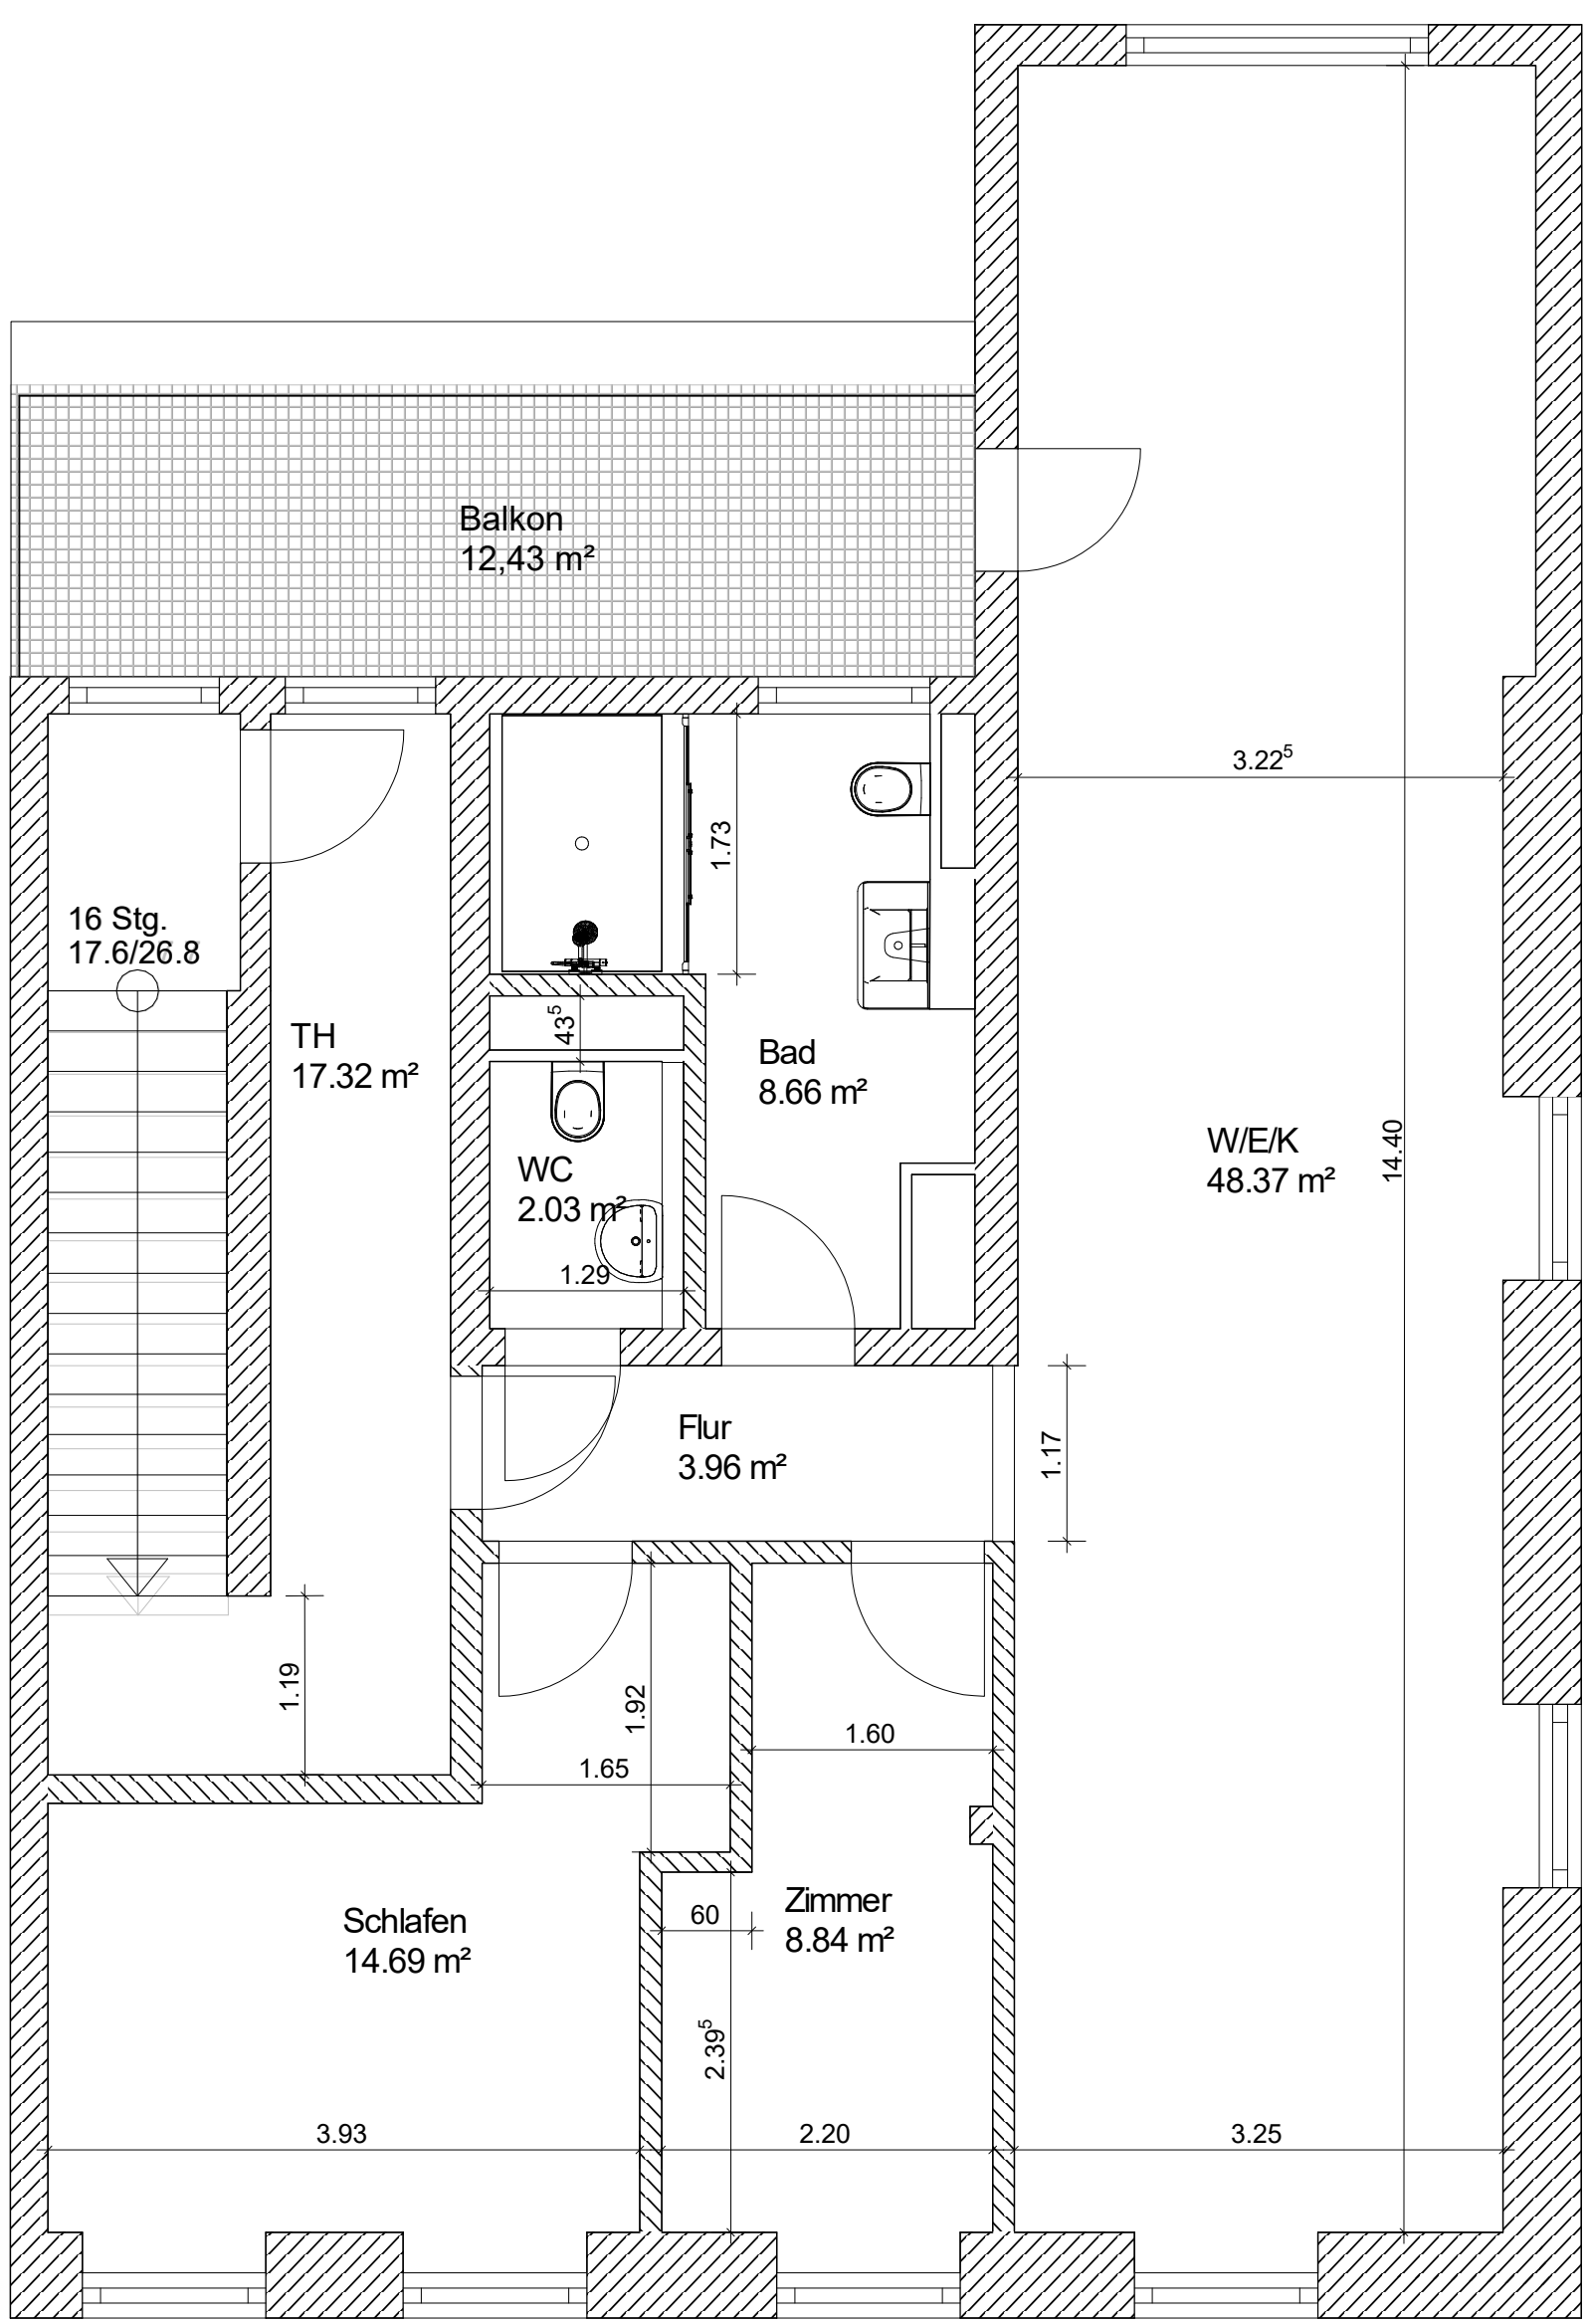 Balkon
12,43 m²
3.22⁵
1.73
16 Stg.
17.6/26.8
43⁵
TH
17.32 m²
Bad
8.66 m²
W/E/K
48.37 m²
14.40
WC
2.03 m²
1.29
Flur
3.96 m²
1.17
1.19
1.92
1.60
1.65
Zimmer
8.84 m²
60
Schlafen
14.69 m²
2.39⁵
3.93
2.20
3.25